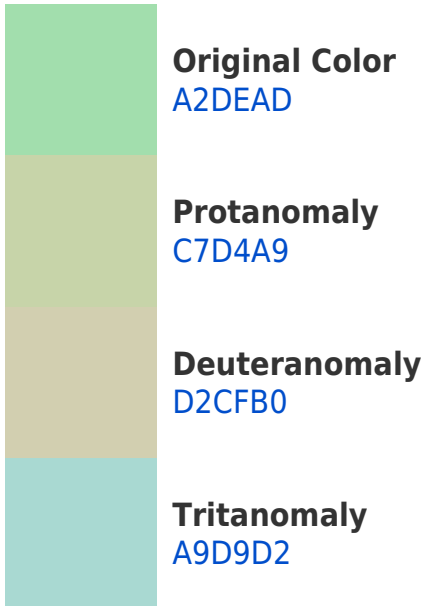 Original Color
A2DEAD
Protanomaly
C7D4A9
Deuteranomaly
D2CFB0
Tritanomaly
A9D9D2